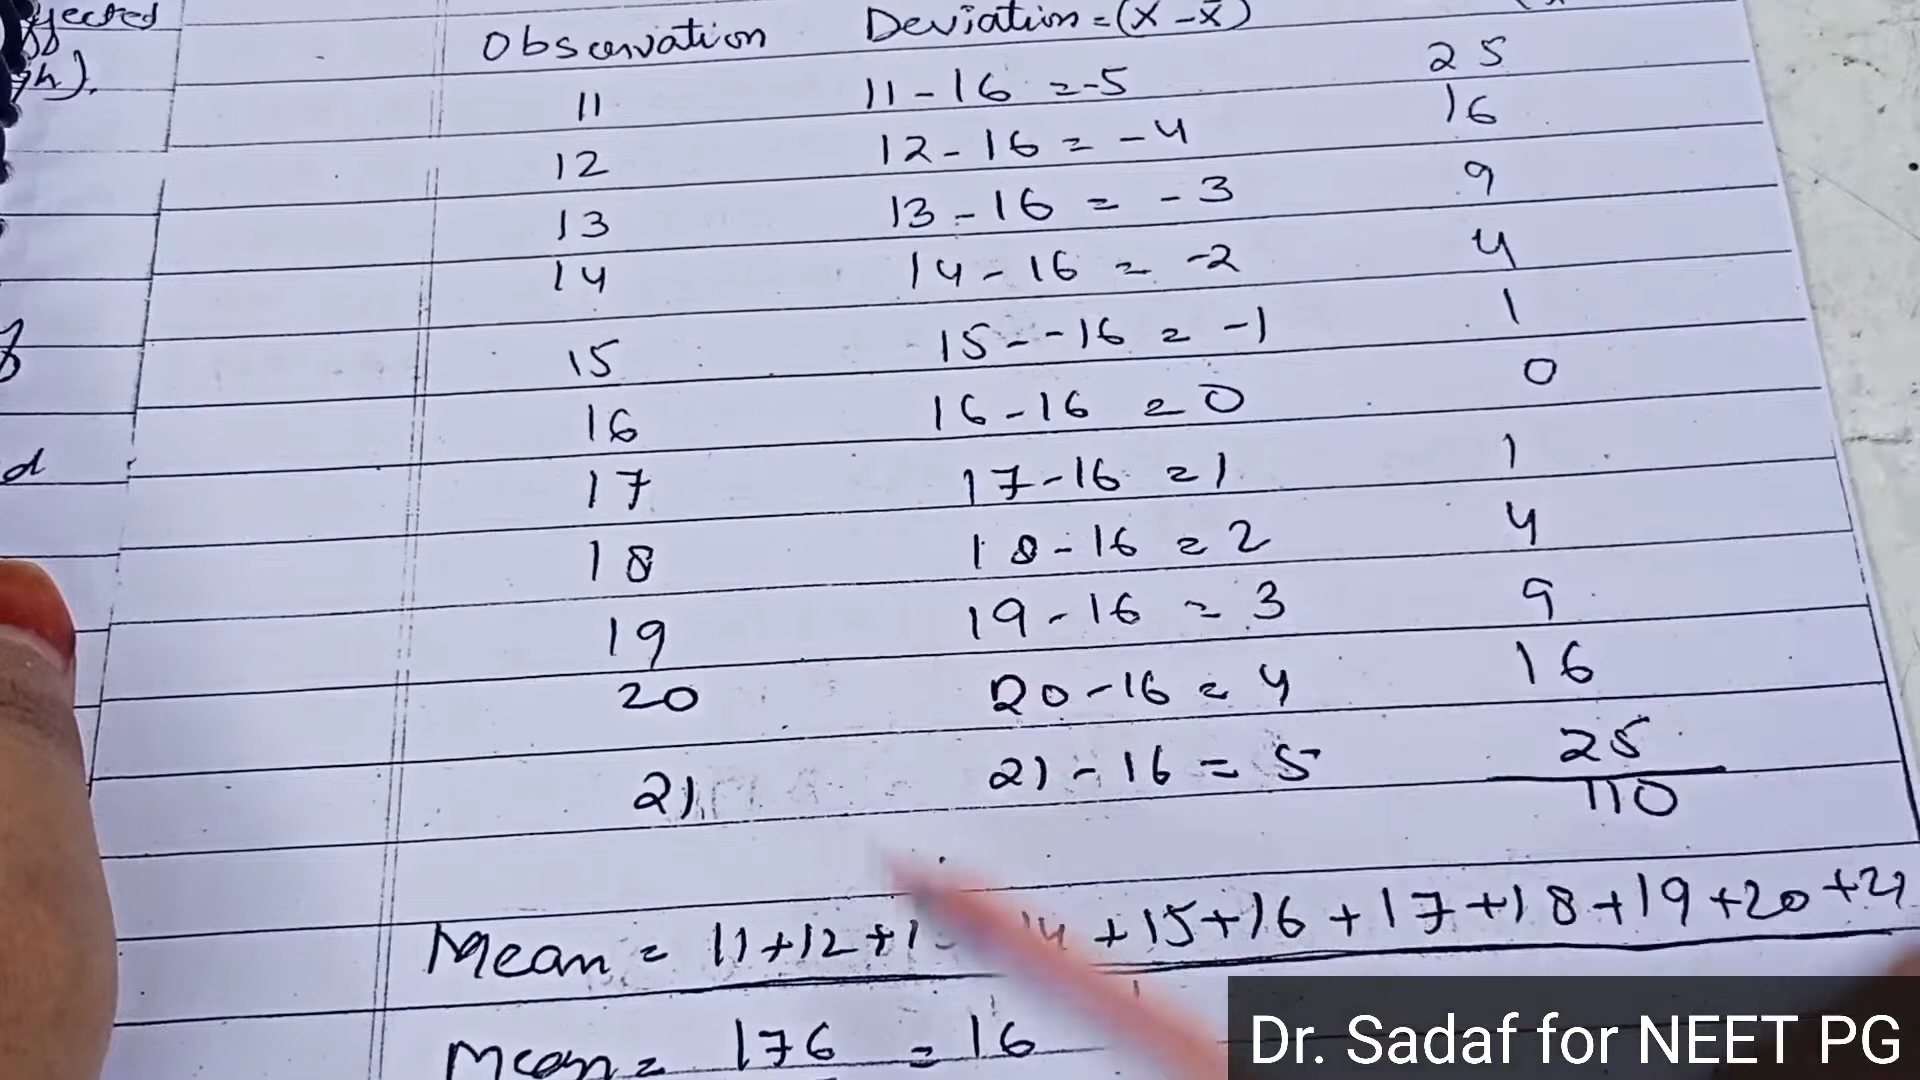 Observation Deviation = (x - x̄)
11 11 - 16 = -5 25
12 12 - 16 = -4 16
13 13 - 16 = -3 9
14 14 - 16 = -2 4
15 15 - -16 = -1 1
16 16 - 16 = 0 0
17 17 - 16 = 1 1
18 18 - 16 = 2 4
19 19 - 16 = 3 9
20 20 - 16 = 4 16
21 21 - 16 = 5 25
110
Mean = 11+12+1 +15+16+17+18+19+20+21
Mean = 176 = 16
Dr. Sadaf for NEET PG